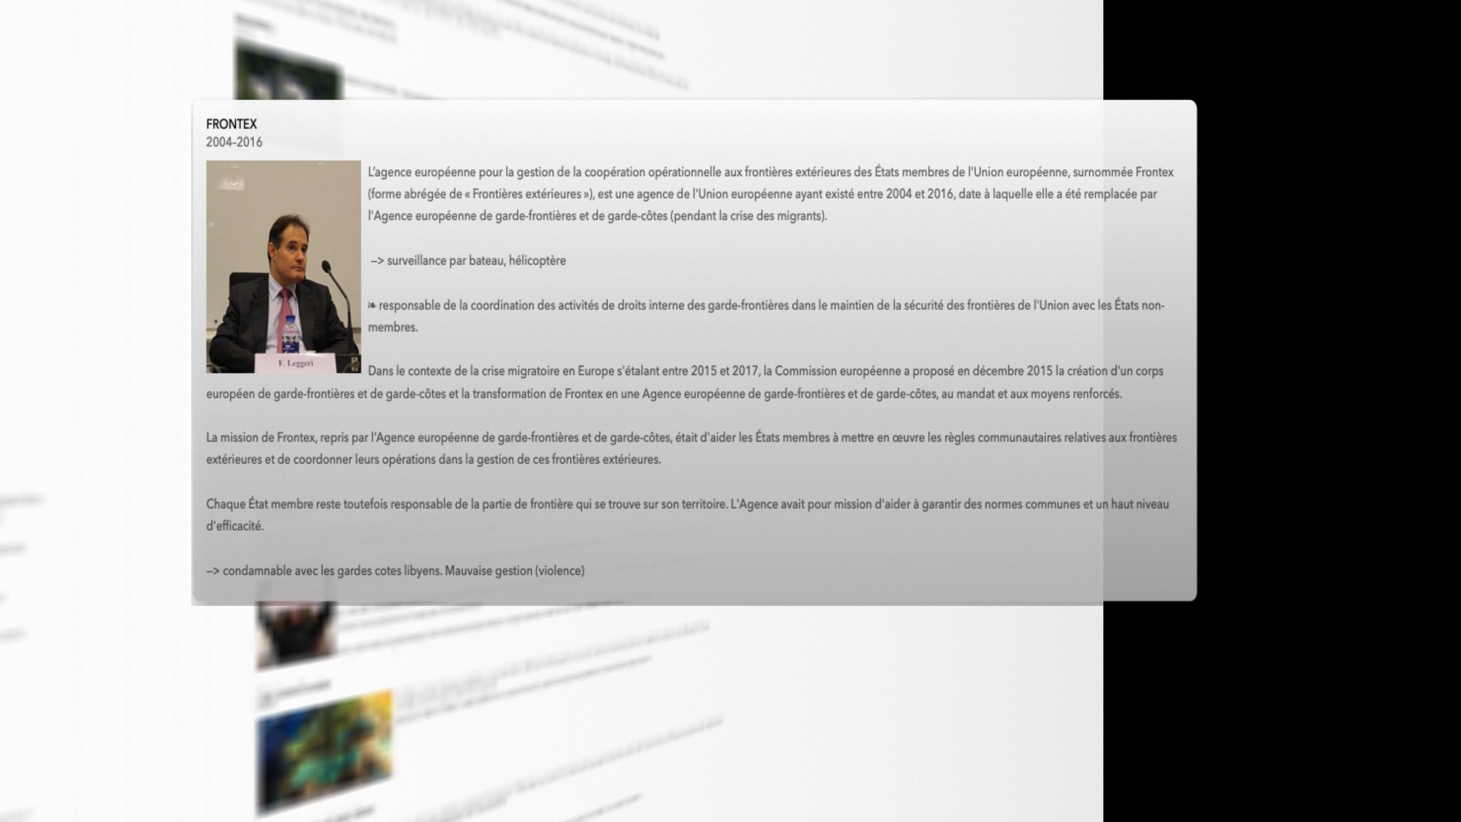 FRONTEX
2004-2016
L'agence européenne pour la gestion de la coopération opérationnelle aux frontières extérieures des États membres de l'Union européenne, surnommée Frontex
(forme abrégée de « Frontières extérieures »), est une agence de l'Union européenne ayant existé entre 2004 et 2016, date à laquelle elle a été remplacée par
l'Agence européenne de garde-frontières et de garde-côtes (pendant la crise des migrants).
–> surveillance par bateau, hélicoptère
❧ responsable de la coordination des activités de droits interne des garde-frontières dans le maintien de la sécurité des frontières de l'Union avec les États non-
membres.
F. Leggeri
Dans le contexte de la crise migratoire en Europe s'étalant entre 2015 et 2017, la Commission européenne a proposé en décembre 2015 la création d'un corps
européen de garde-frontières et de garde-côtes et la transformation de Frontex en une Agence européenne de garde-frontières et de garde-côtes, au mandat et aux moyens renforcés.
La mission de Frontex, repris par l'Agence européenne de garde-frontières et de garde-côtes, était d'aider les États membres à mettre en œuvre les règles communautaires relatives aux frontières
extérieures et de coordonner leurs opérations dans la gestion de ces frontières extérieures.
Chaque État membre reste toutefois responsable de la partie de frontière qui se trouve sur son territoire. L'Agence avait pour mission d'aider à garantir des normes communes et un haut niveau
d'efficacité.
–> condamnable avec les gardes cotes libyens. Mauvaise gestion (violence)